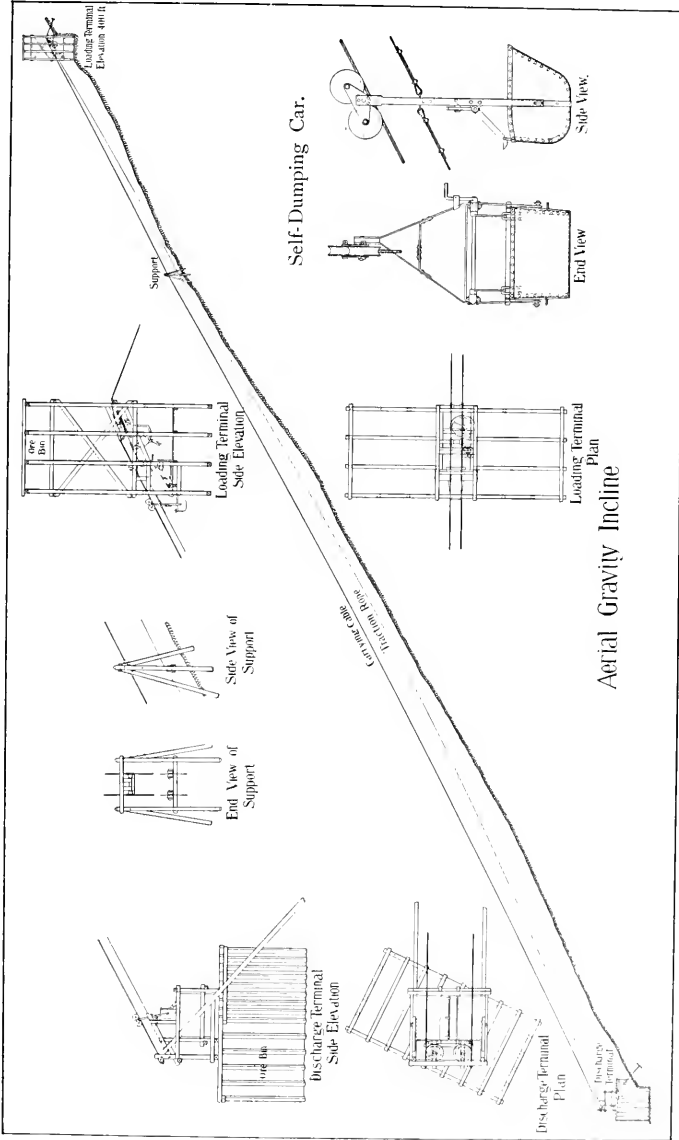 Loading Terminal
Elevation 400 ft
Support
Self-Dumping Car.
Side View.
End View
Ore
Bin
Loading Terminal
Side Elevation
Loading Terminal
Plan
Side View of
Support
End View of
Support
Carrying Cable
Traction Rope
Aerial Gravity Incline
Ore Bin
Discharge Terminal
Side Elevation
Discharge Terminal
Plan
Discharge
Terminal